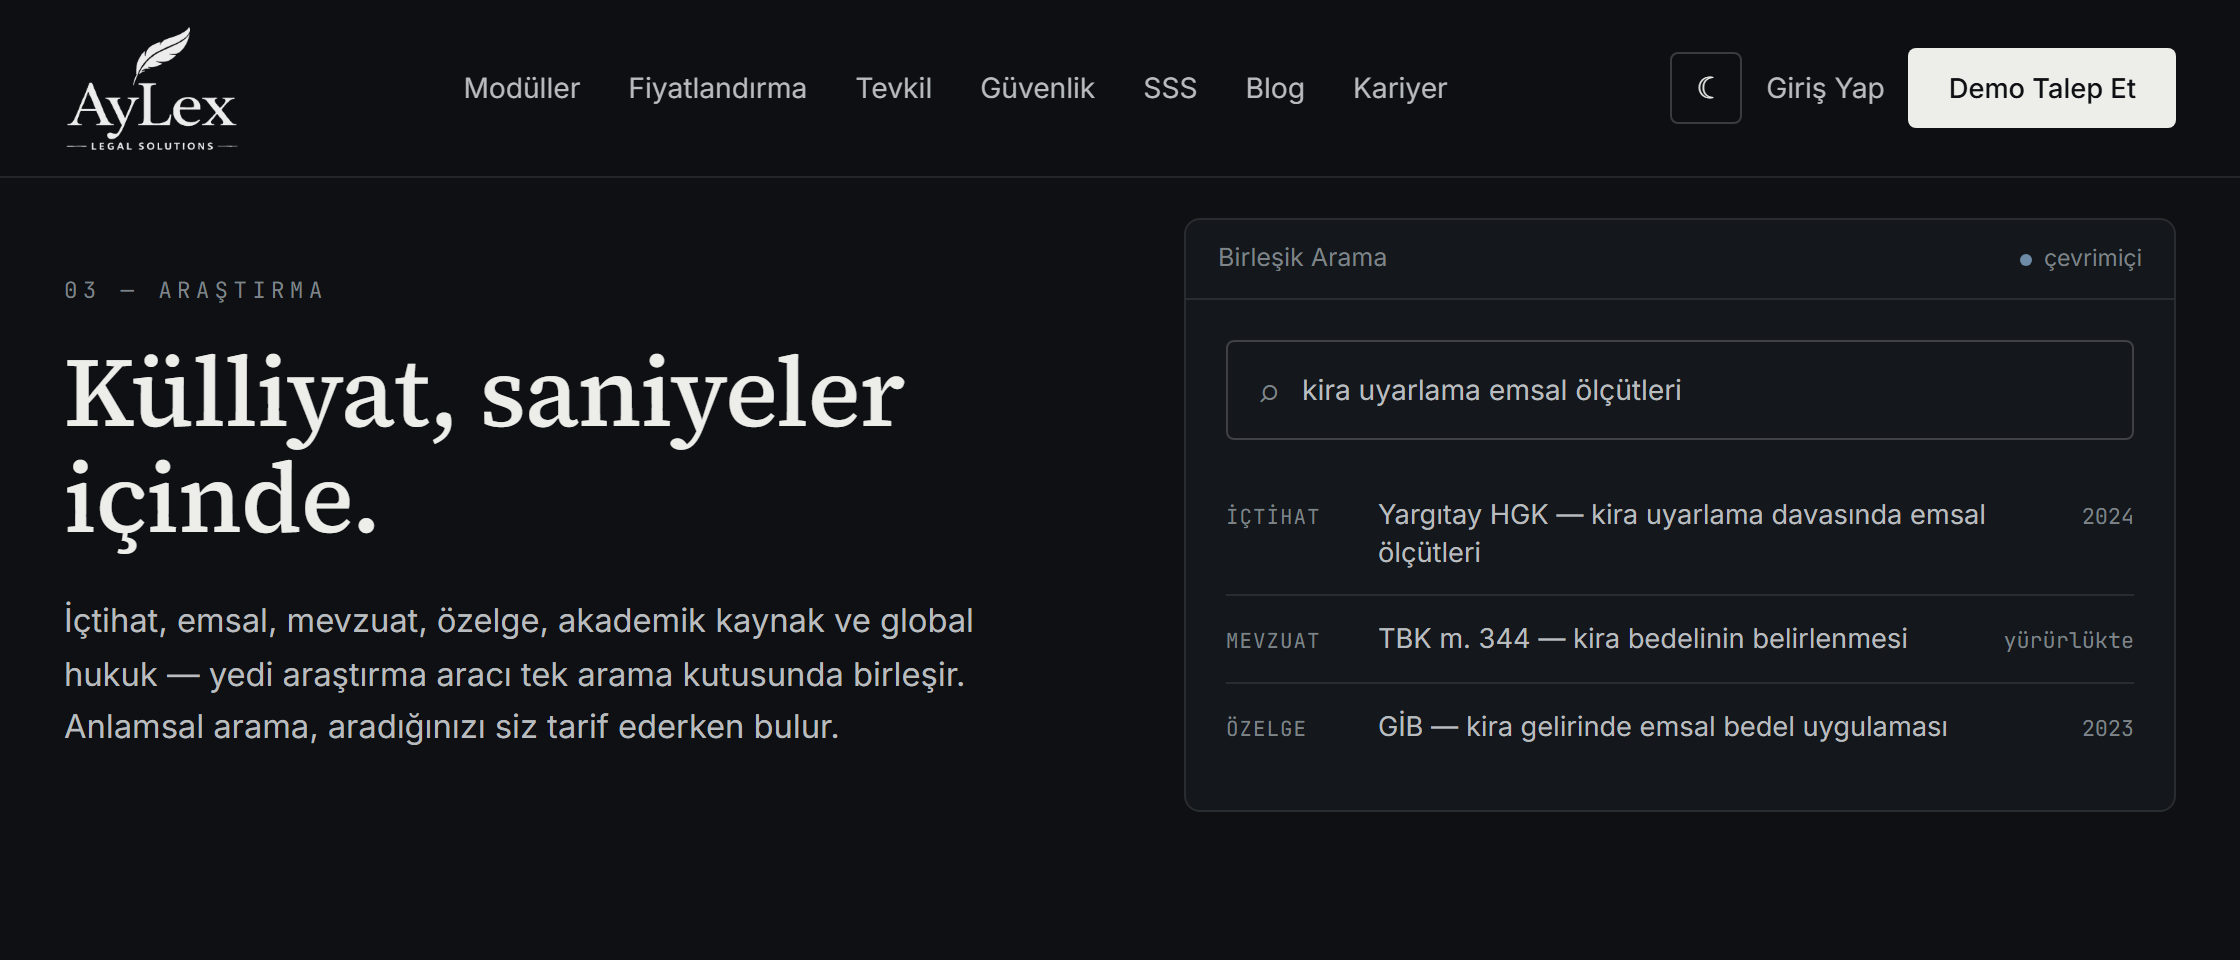 AyLex
LEGAL SOLUTIONS
Modüller
Fiyatlandırma
Tevkil
Güvenlik
SSS
Blog
Kariyer
Giriş Yap
Demo Talep Et
03 — ARAŞTIRMA
Külliyat, saniyeler
içinde.
İçtihat, emsal, mevzuat, özelge, akademik kaynak ve global
hukuk — yedi araştırma aracı tek arama kutusunda birleşir.
Anlamsal arama, aradığınızı siz tarif ederken bulur.
Birleşik Arama
çevrimiçi
kira uyarlama emsal ölçütleri
İÇTİHAT
Yargıtay HGK — kira uyarlama davasında emsal
ölçütleri
2024
MEVZUAT
TBK m. 344 — kira bedelinin belirlenmesi
yürürlükte
ÖZELGE
GİB — kira gelirinde emsal bedel uygulaması
2023